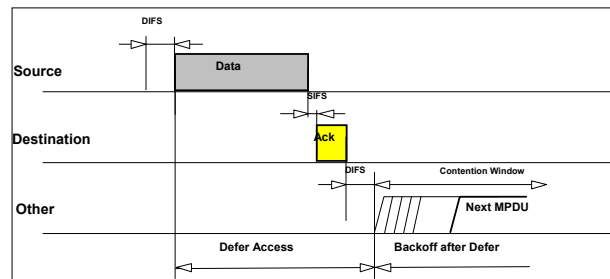 DIFS
Source
Data
SIFS
Destination
Ack
DIFS
Contention Window
Other
Next MPDU
Defer Access
Backoff after Defer